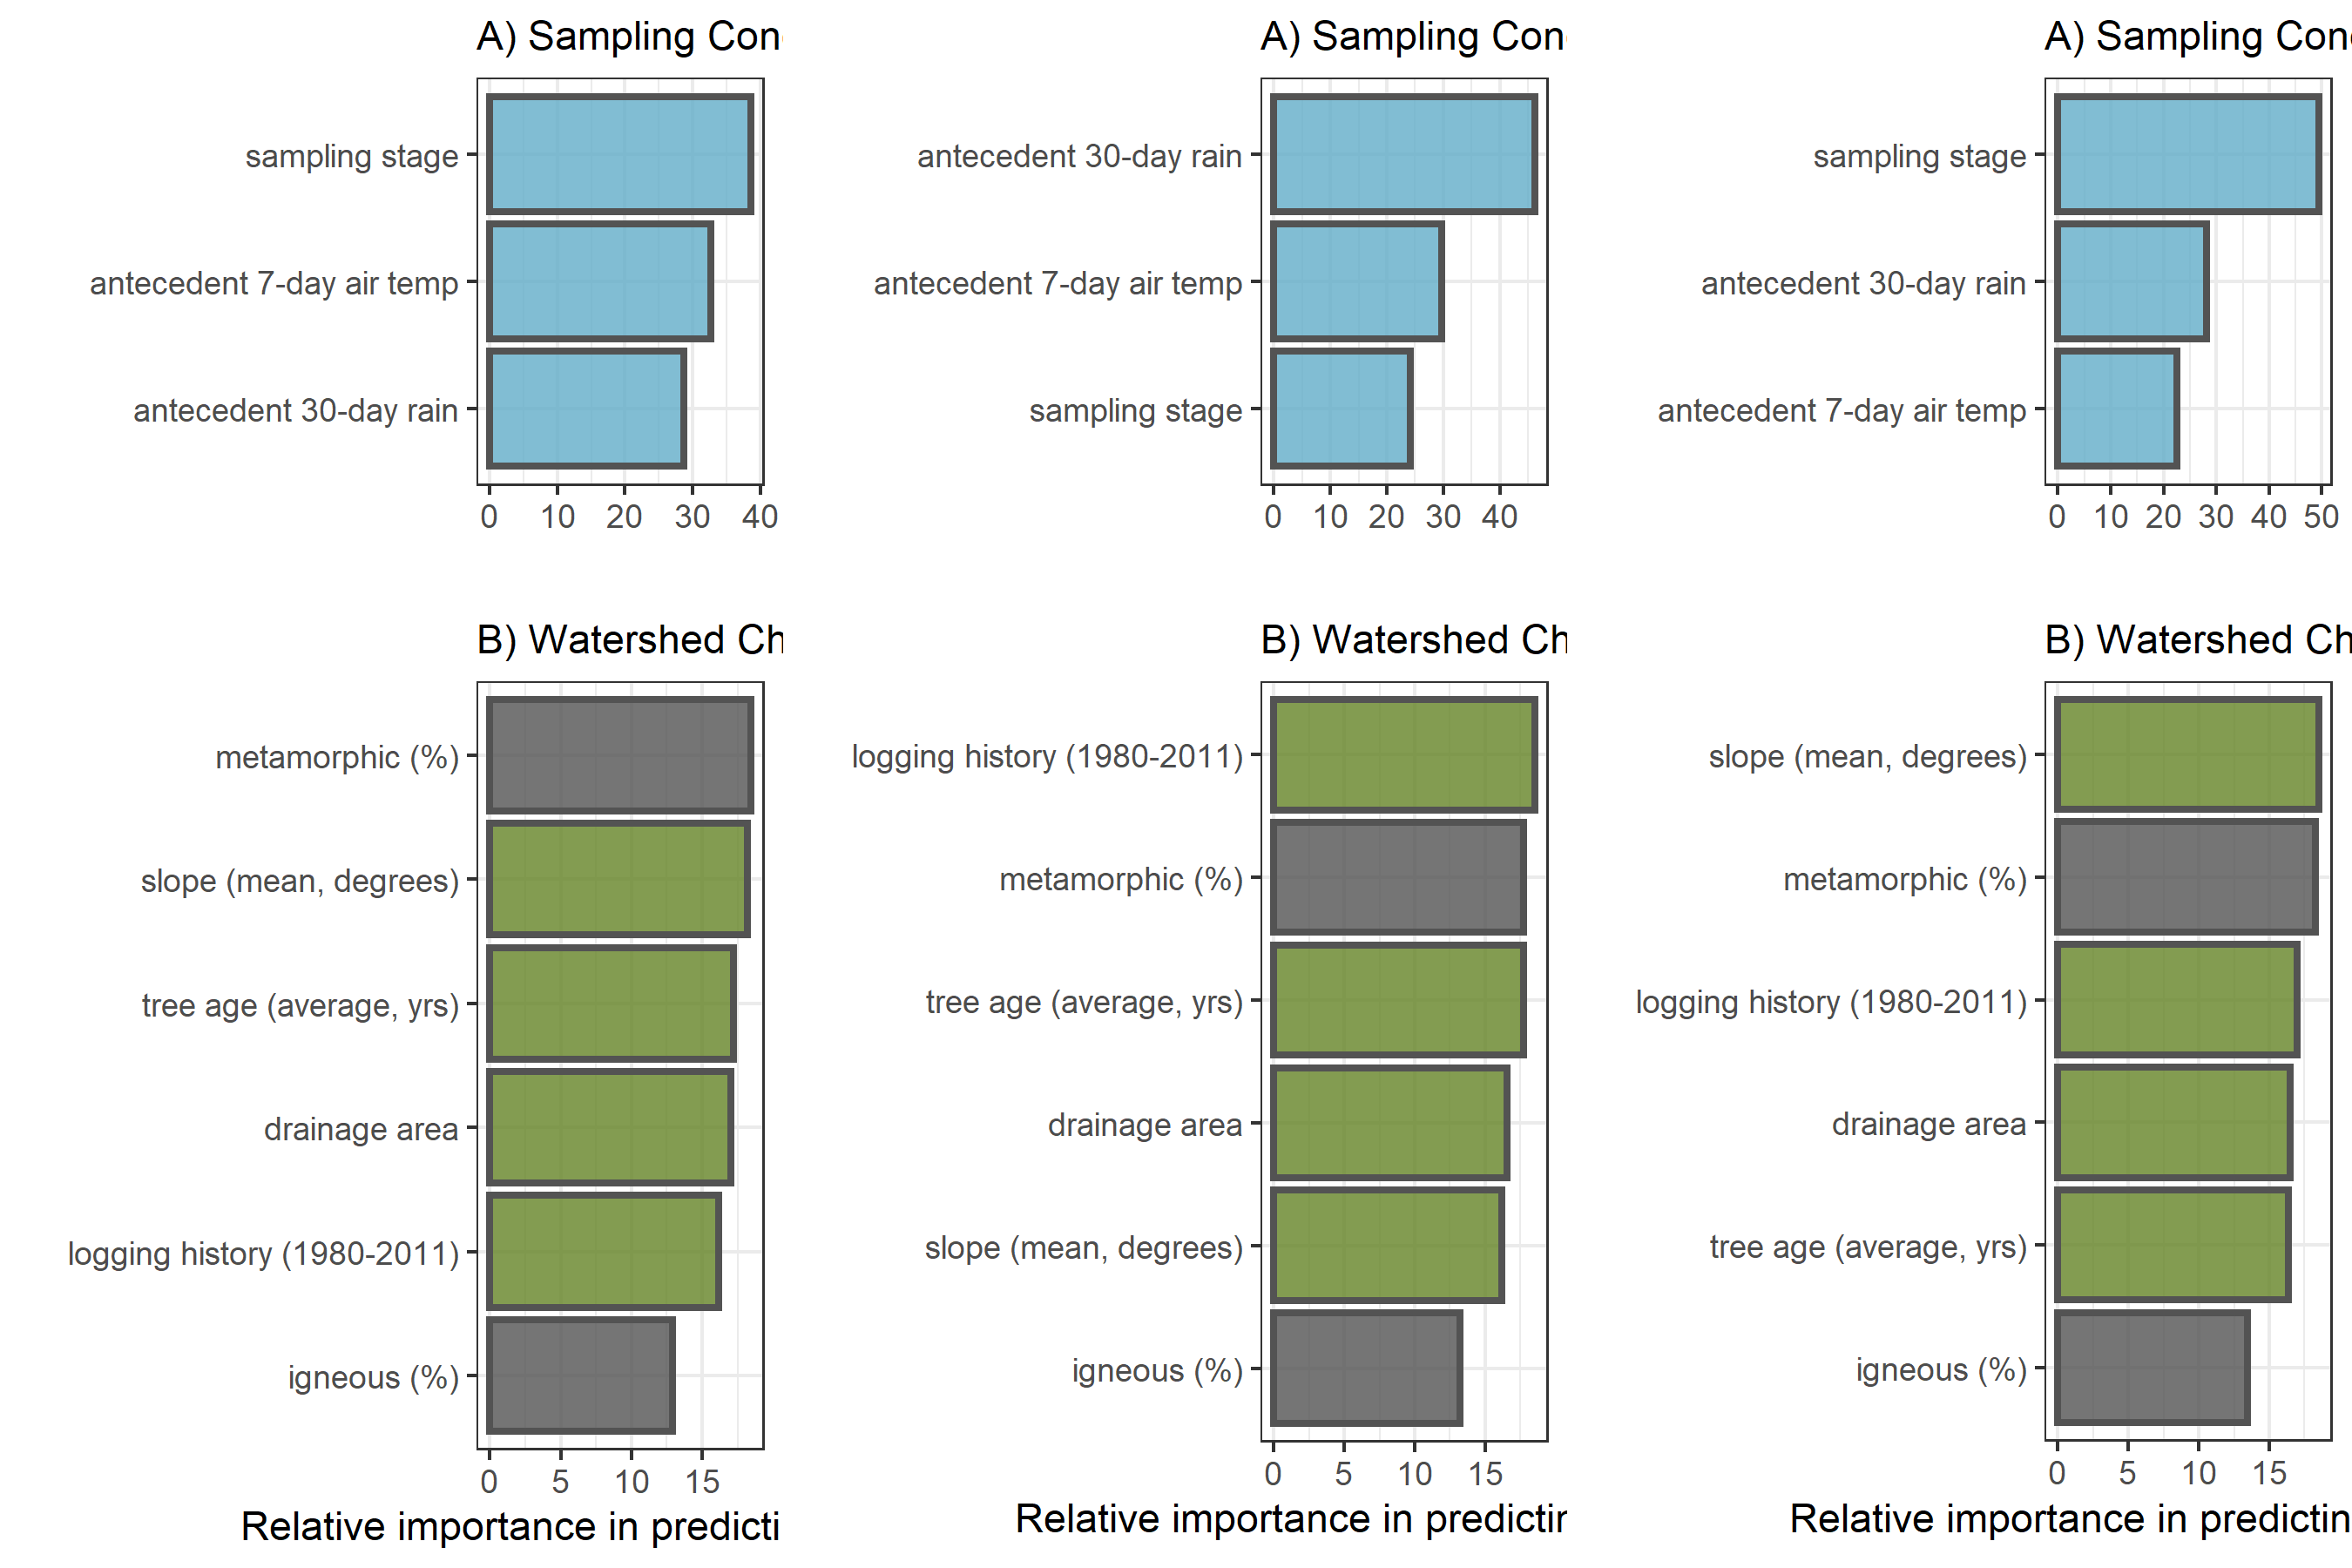 A) Sampling Con
sampling stage
antecedent 7-day air temp
antecedent 30-day rain
0 10 20 30 40
B) Watershed Ch
metamorphic (%)
slope (mean, degrees)
tree age (average, yrs)
drainage area
logging history (1980-2011)
igneous (%)
0 5 10 15
Relative importance in predicti
A) Sampling Con
antecedent 30-day rain
antecedent 7-day air temp
sampling stage
0 10 20 30 40
B) Watershed Ch
logging history (1980-2011)
metamorphic (%)
tree age (average, yrs)
drainage area
slope (mean, degrees)
igneous (%)
0 5 10 15
Relative importance in predictin
A) Sampling Con
sampling stage
antecedent 30-day rain
antecedent 7-day air temp
0 10 20 30 40 50
B) Watershed Ch
slope (mean, degrees)
metamorphic (%)
logging history (1980-2011)
drainage area
tree age (average, yrs)
igneous (%)
0 5 10 15
Relative importance in predictin